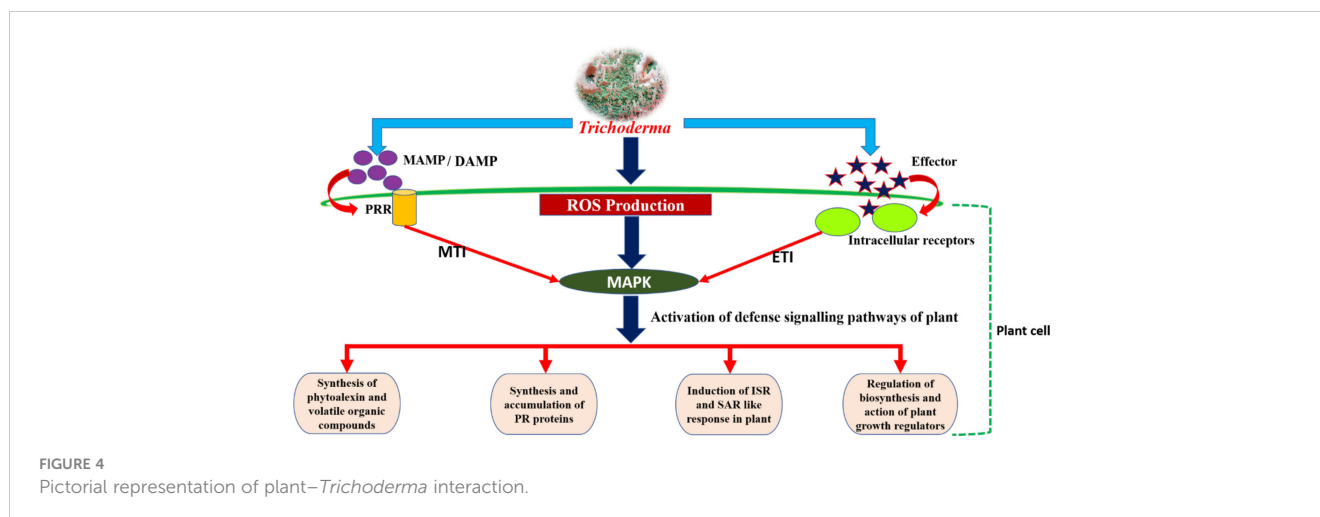 Trichoderma
MAMP/ DAMP
Effector
PRR
ROS Production
Intracellular receptors
MTI
ETI
MAPK
Activation of defense signalling pathways of plant
Plant cell
Synthesis of
phytoalexin and
volatile organic
compounds
Synthesis and
accumulation of
PR proteins
Induction of ISR
and SAR like
response in plant
Regulation of
biosynthesis and
action of plant
growth regulators
FIGURE 4
Pictorial representation of plant–Trichoderma interaction.